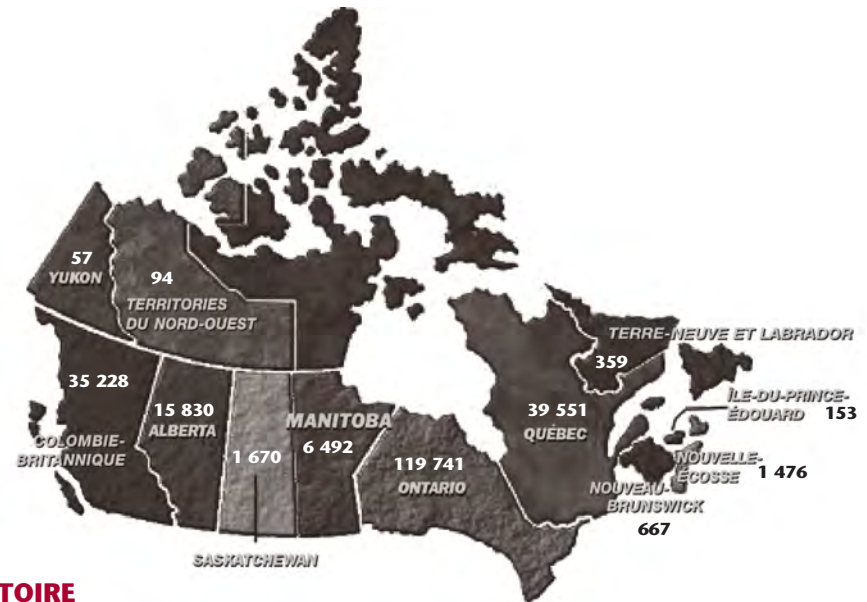 57
YUKON
94
TERRITOIRES
DU NORD-OUEST
TERRE-NEUVE ET LABRADOR
359
35 228
COLOMBIE-
BRITANNIQUE
15 830
ALBERTA
1 670
SASKATCHEWAN
MANITOBA
6 492
119 741
ONTARIO
39 551
QUÉBEC
ÎLE-DU-PRINCE-
ÉDOUARD 153
NOUVELLE-
ÉCOSSE 1 476
NOUVEAU-
BRUNSWICK
667
TOIRE